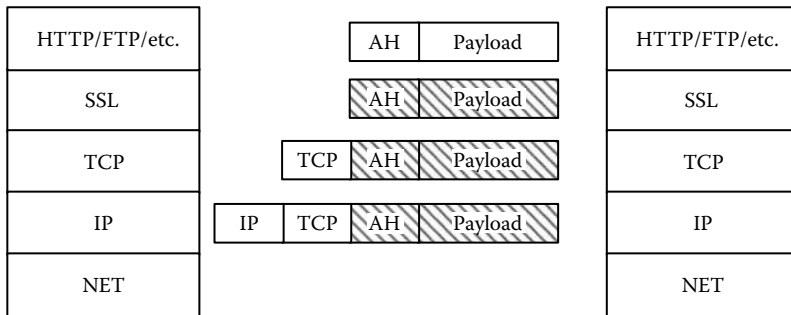 HTTP/FTP/etc. AH Payload HTTP/FTP/etc.
SSL AH Payload SSL
TCP TCP AH Payload TCP
IP IP TCP AH Payload IP
NET NET